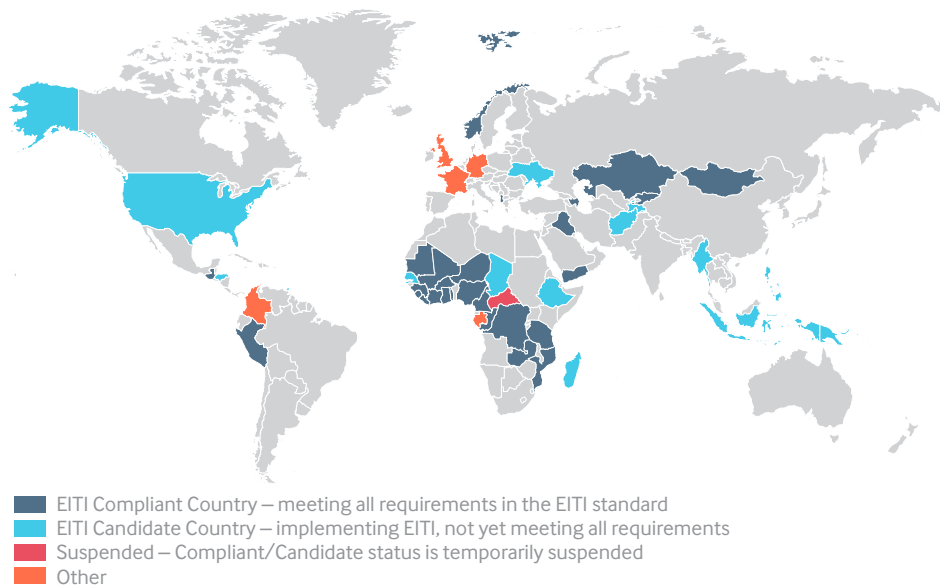 EITI Compliant Country – meeting all requirements in the EITI standard
EITI Candidate Country – implementing EITI, not yet meeting all requirements
Suspended – Compliant/Candidate status is temporarily suspended
Other